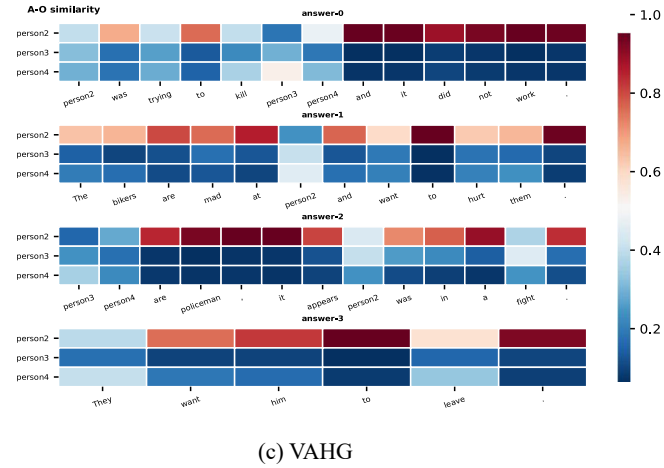 A-O similarity
answer-0
person2
person3
person4
person2 was trying to kill person3 person4 and it did not work .
answer-1
person2
person3
person4
The bikers are mad at person2 and want to hurt them .
answer-2
person2
person3
person4
person3 person4 are policeman , it appears person2 was in a fight .
answer-3
person2
person3
person4
They want him to leave .
1.0
0.8
0.6
0.4
0.2
(c) VAHG